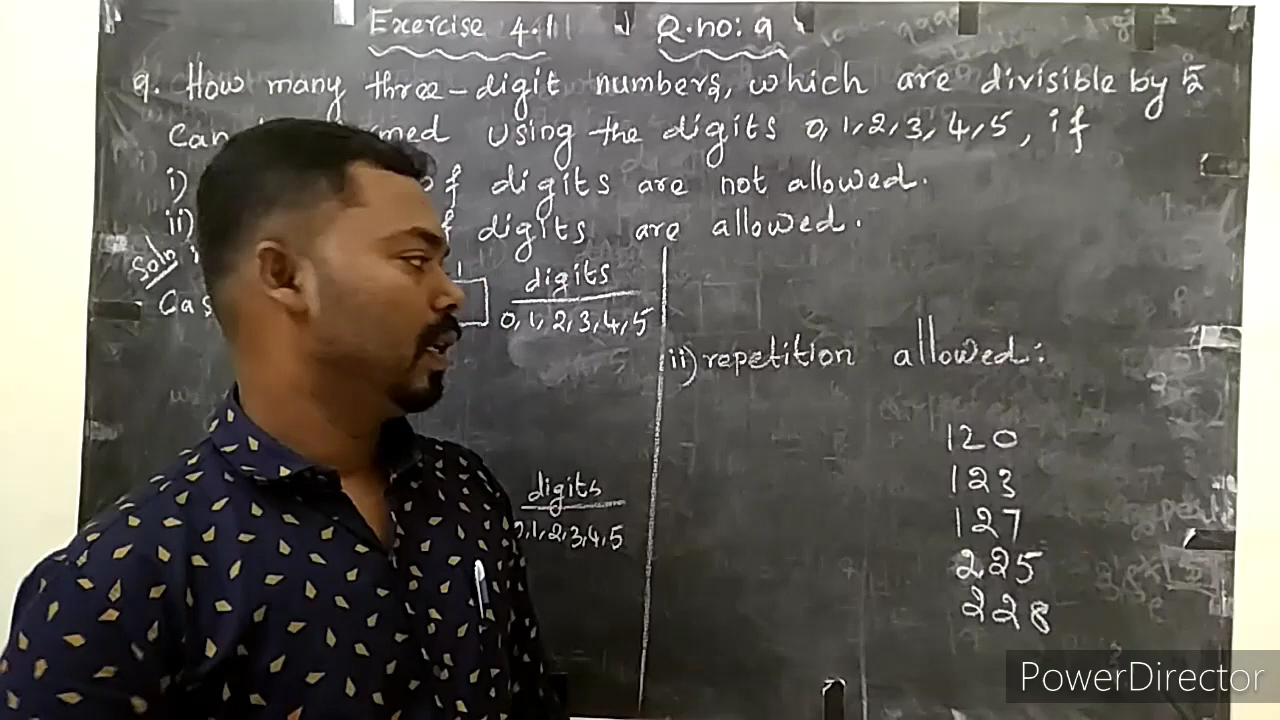 Exercise 4.1 Q.no: 9
9. How many three-digit numbers, which are divisible by 5
Can using the digits 0,1,2,3,4,5, if
i) of digits are not allowed.
ii) digits are allowed.
Soln
Cas
digits
0,1,2,3,4,5
ii) repetition allowed:
120
123
127
225
228
digits
0,1,2,3,4,5
PowerDirector